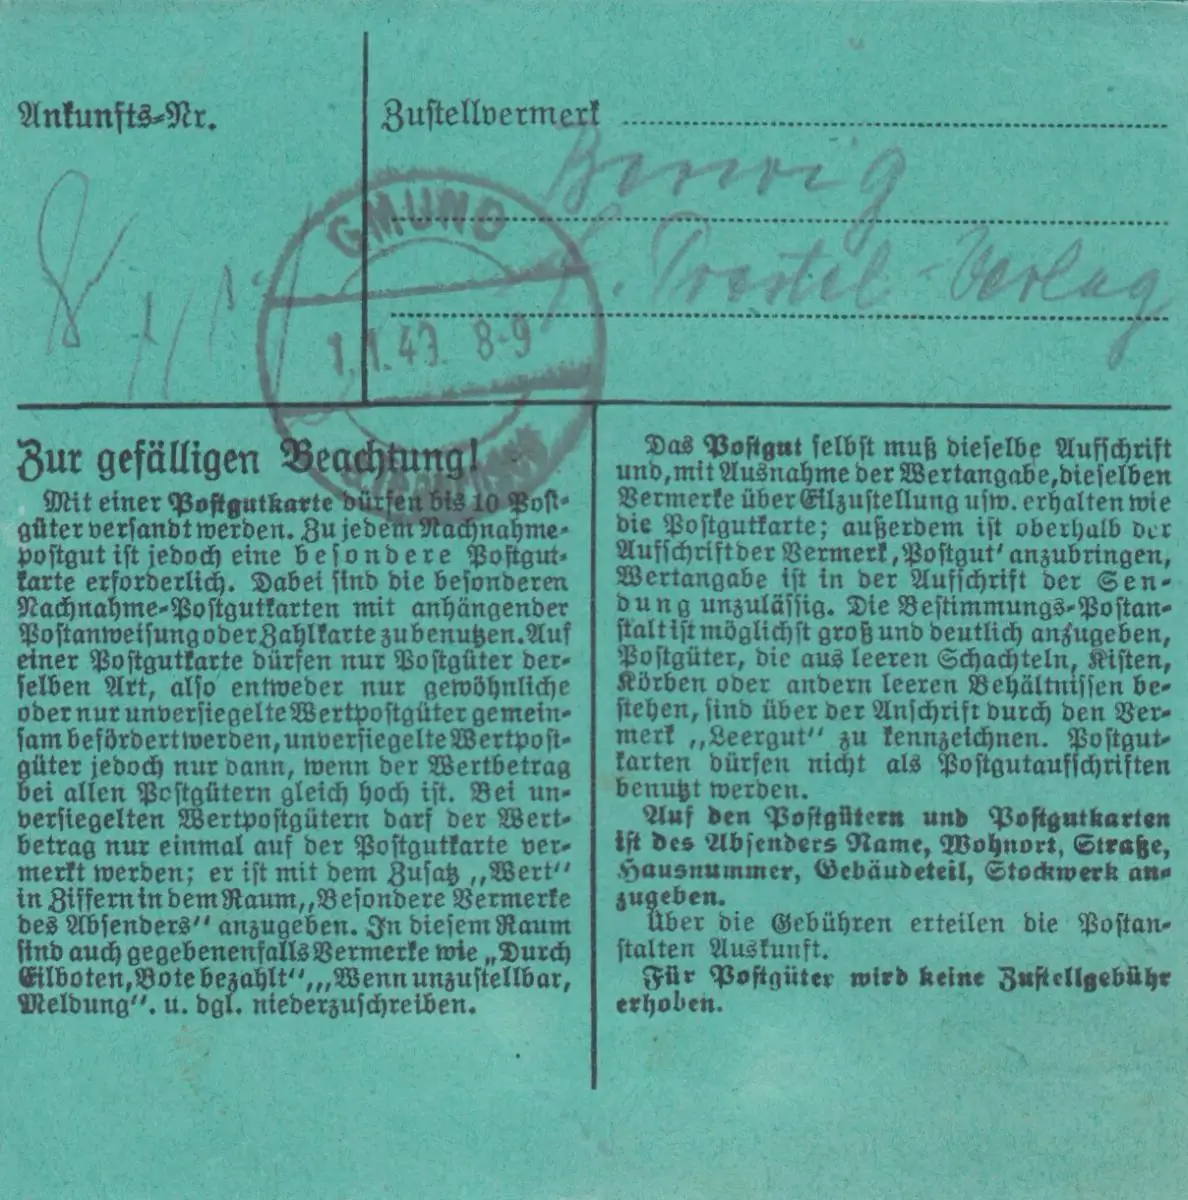 Ankunfts-Nr.
Zustellvermerk
Berwig
Prestel-Verlag
GMUND
1.1.49. 8-9
Zur gefälligen Beachtung!
Mit einer Postgutkarte dürfen bis 10 Post-
güter versandt werden. Zu jedem Nachnahme-
postgut ist jedoch eine besondere Postgut-
karte erforderlich. Dabei sind die besonderen
Nachnahme-Postgutkarten mit anhängender
Postanweisung oder Zahlkarte zu benutzen. Auf
einer Postgutkarte dürfen nur Postgüter der-
selben Art, also entweder nur gewöhnliche
oder nur unversiegelte Wertpostgüter gemein-
sam befördert werden, unversiegelte Wertpost-
güter jedoch nur dann, wenn der Wertbetrag
bei allen Postgütern gleich hoch ist. Bei un-
versiegelten Wertpostgütern darf der Wert-
betrag nur einmal auf der Postgutkarte ver-
merkt werden; er ist mit dem Zusatz „Wert“
in Ziffern in dem Raum „Besondere Vermerke
des Absenders“ anzugeben. In diesem Raum
sind auch gegebenenfalls Vermerke wie „Durch
Eilboten, Bote bezahlt“, „Wenn unzustellbar,
Meldung“. u. dgl. niederzuschreiben.
Das Postgut selbst muß dieselbe Aufschrift
und, mit Ausnahme der Wertangabe, dieselben
Vermerke über Eilzustellung usw. erhalten wie
die Postgutkarte; außerdem ist oberhalb der
Aufschrift der Vermerk ‚Postgut‘ anzubringen,
Wertangabe ist in der Aufschrift der Sen-
dung unzulässig. Die Bestimmungs-Postan-
stalt ist möglichst groß und deutlich anzugeben,
Postgüter, die aus leeren Schachteln, Kisten,
Körben oder andern leeren Behältnissen be-
stehen, sind über der Anschrift durch den Ver-
merk „Leergut“ zu kennzeichnen. Postgut-
karten dürfen nicht als Postgutaufschriften
benutzt werden.
Auf den Postgütern und Postgutkarten
ist des Absenders Name, Wohnort, Straße,
Hausnummer, Gebäudeteil, Stockwerk an-
zugeben.
Über die Gebühren erteilen die Postan-
stalten Auskunft.
Für Postgüter wird keine Zustellgebühr
erhoben.